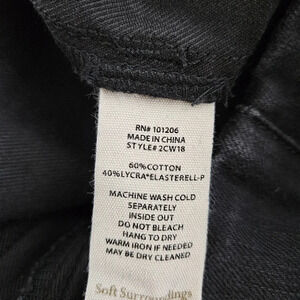 RN# 101206
MADE IN CHINA
STYLE# 2CW18
60%COTTON
40%LYCRA*ELASTERELL-P
MACHINE WASH COLD
SEPARATELY
INSIDE OUT
DO NOT BLEACH
HANG TO DRY
WARM IRON IF NEEDED
MAY BE DRY CLEANED
Soft Surroundings